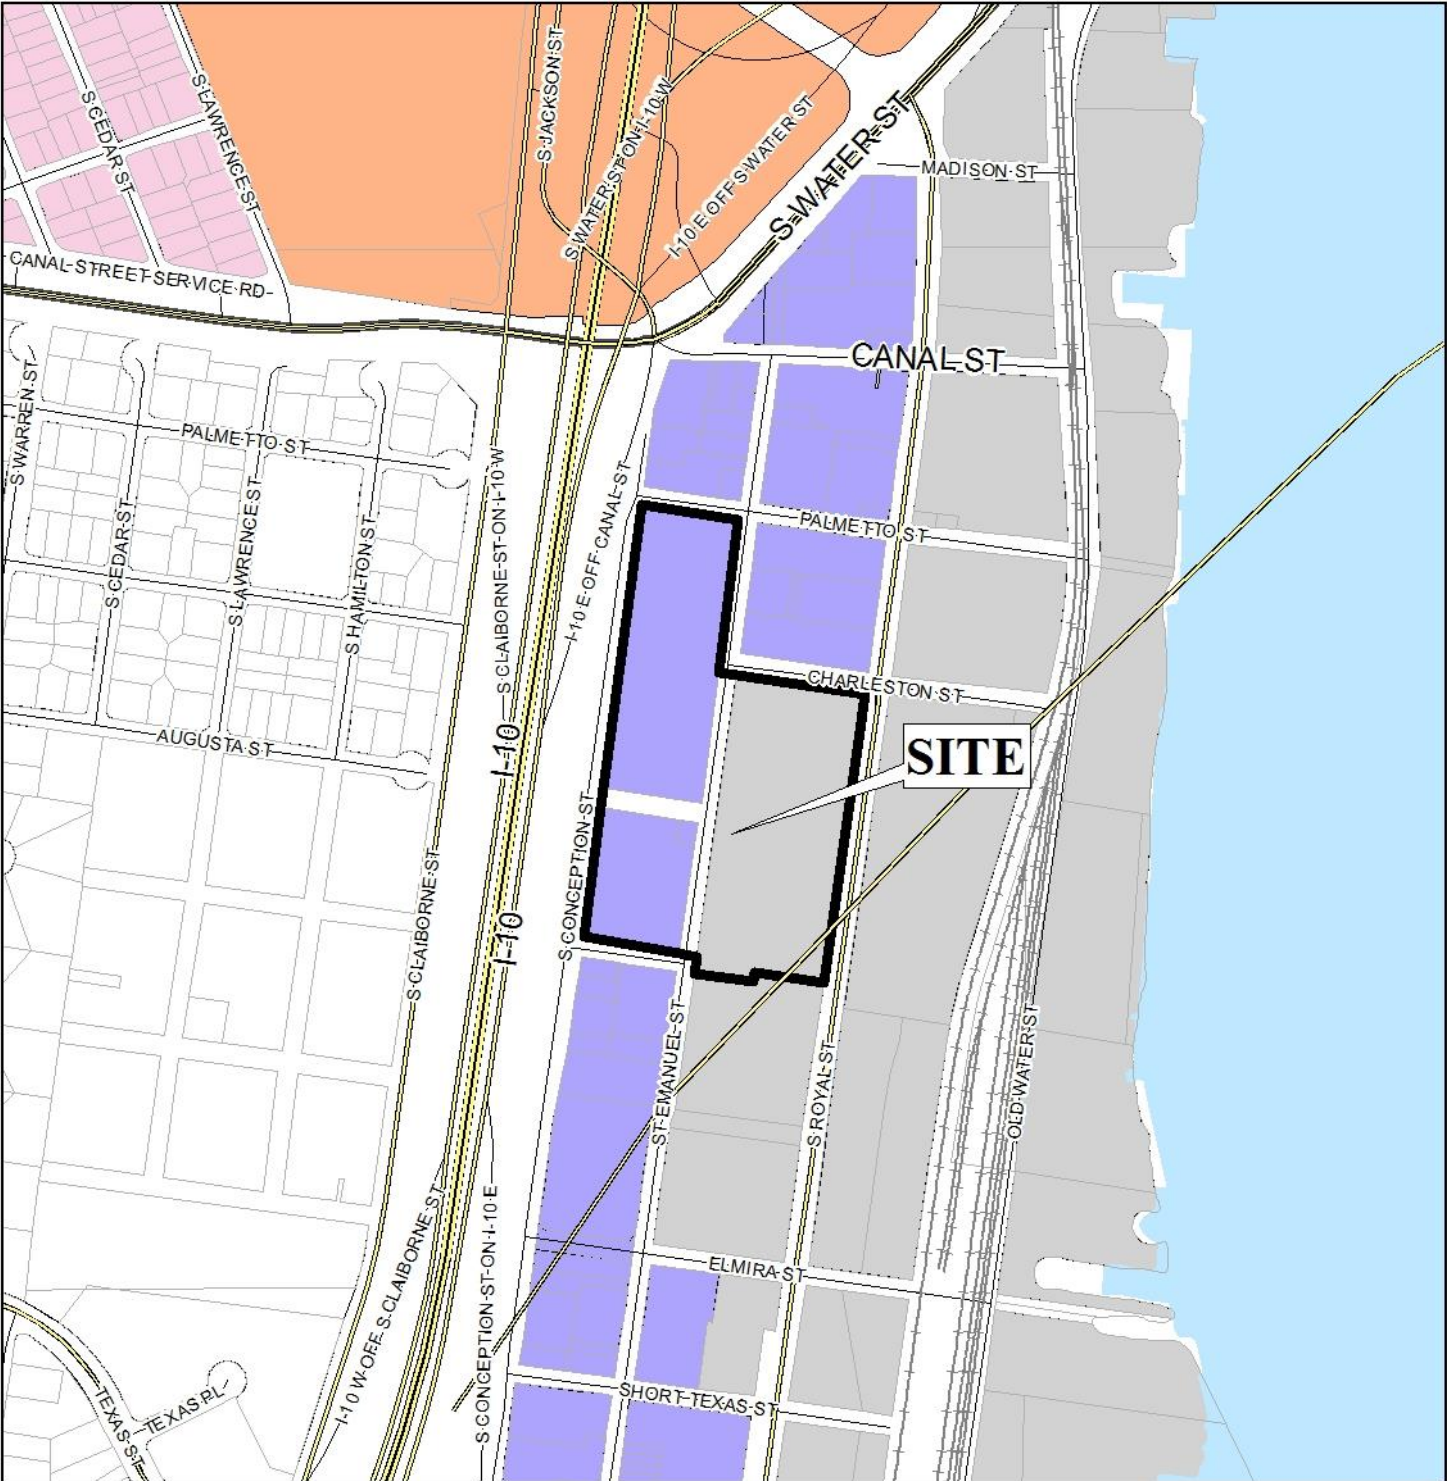 S JACKSON ST
S LAWRENCE ST
S CEDAR ST
S WATER ST ON I-10 W
I-10 E OFF S WATER ST
S WATER ST
MADISON ST
CANAL STREET SERVICE RD
CANAL ST
S WARREN ST
PALMETTO ST
S CLAIBORNE ST ON I-10 W
I-10 E OFF CANAL ST
PALMETTO ST
S CEDAR ST
S LAWRENCE ST
S HAMILTON ST
CHARLESTON ST
AUGUSTA ST
I-10
SITE
S CONCEPTION ST
S CLAIBORNE ST
I-10
ST EMANUEL ST
S ROYAL ST
OLD WATER ST
I-10 W OFF S CLAIBORNE ST
S CONCEPTION ST ON I-10 E
ELMIRA ST
TEXAS ST
TEXAS PL
SHORT TEXAS ST